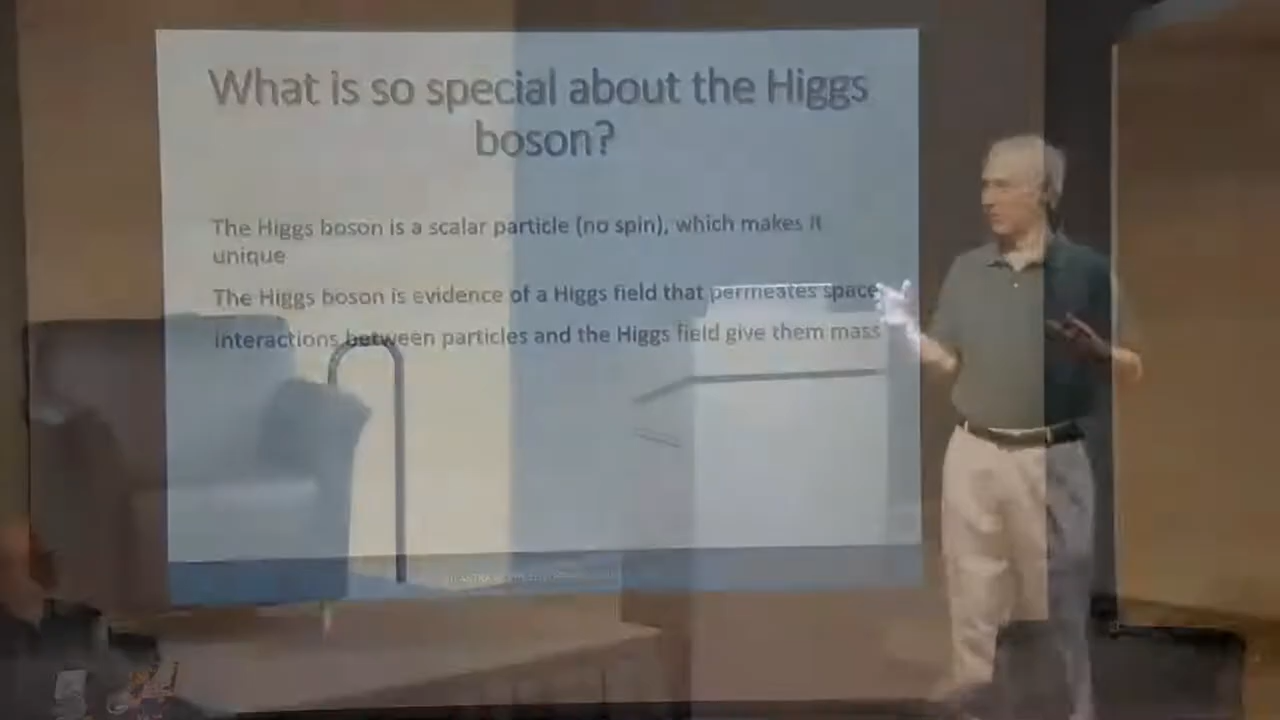 What is so special about the Higgs
boson?
The Higgs boson is a scalar particle (no spin), which makes it
unique
The Higgs boson is evidence of a Higgs field that permeates space
interactions between particles and the Higgs field give them mass